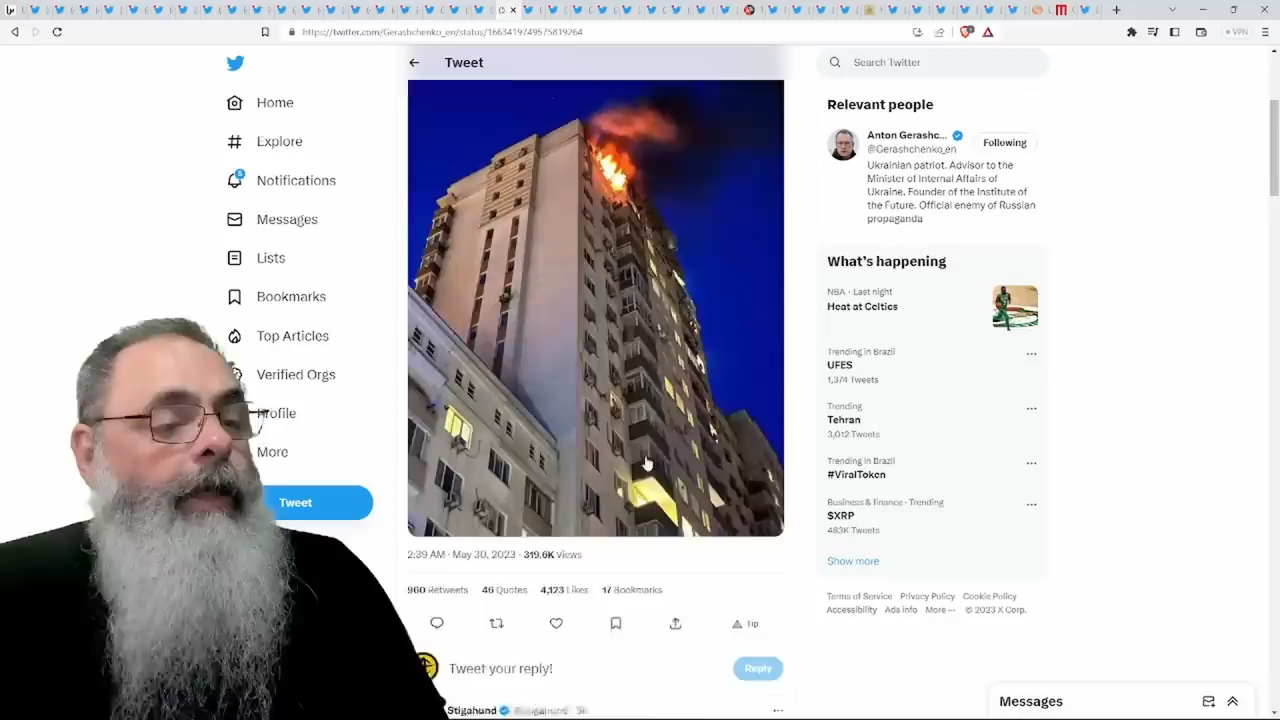 https://twitter.com/Gerashchenko_en/status/1663419749575819264
VPN
Home
Explore
6
Notifications
Messages
Lists
Bookmarks
Top Articles
Verified Orgs
Profile
More
Tweet
Tweet
2:39 AM · May 30, 2023 · 319.6K Views
960 Retweets 46 Quotes 4,123 Likes 17 Bookmarks
Tip
Tweet your reply!
Reply
Stigahund
Search Twitter
Relevant people
Anton Gerashc...
@Gerashchenko_en
Following
Ukrainian patriot. Advisor to the
Minister of Internal Affairs of
Ukraine. Founder of the Institute of
the Future. Official enemy of Russian
propaganda
What's happening
NBA · Last night
Heat at Celtics
Trending in Brazil
UFES
1,374 Tweets
Trending
Tehran
3,012 Tweets
Trending in Brazil
#ViralToken
Business & finance · Trending
$XRP
483K Tweets
Show more
Terms of Service Privacy Policy Cookie Policy
Accessibility Ads info More ··· © 2023 X Corp.
Messages